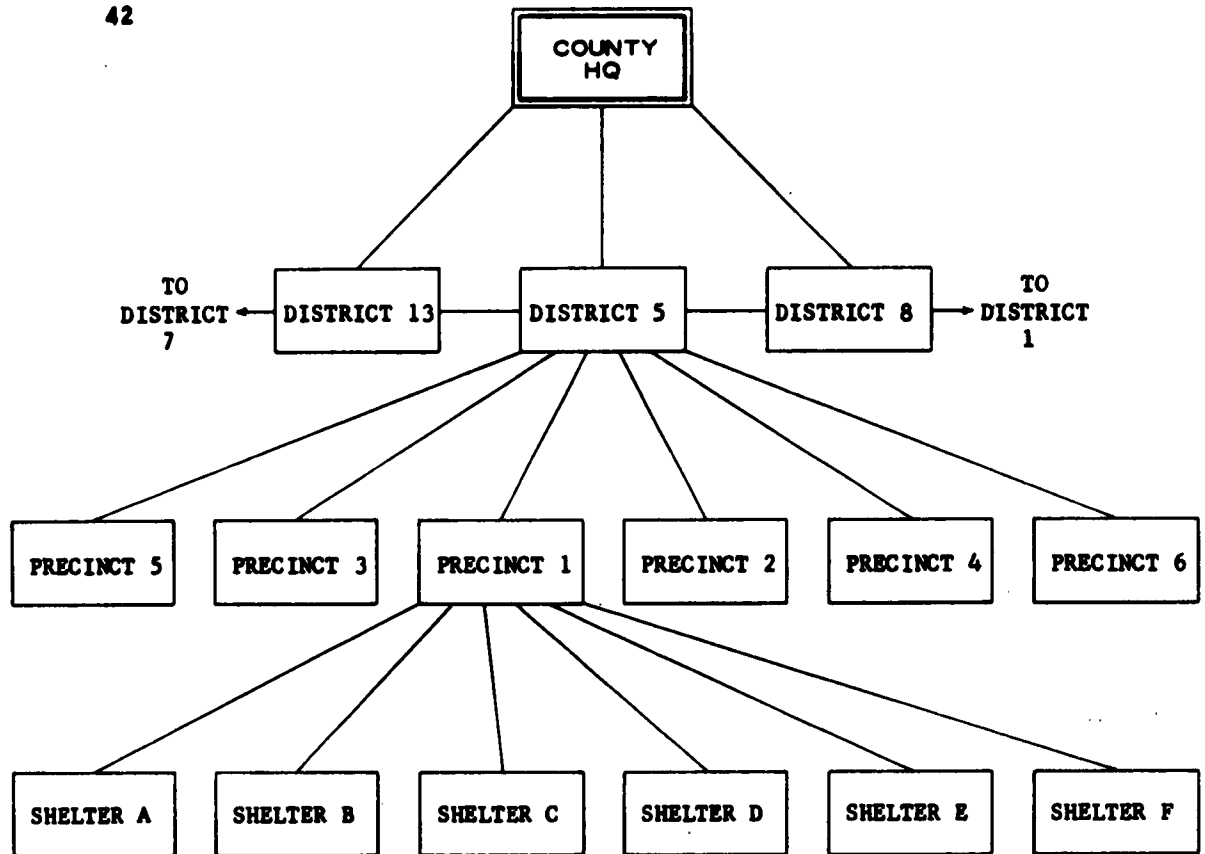 42
COUNTY
HQ
TO
DISTRICT
7
DISTRICT 13
DISTRICT 5
DISTRICT 8
TO
DISTRICT
1
PRECINCT 5
PRECINCT 3
PRECINCT 1
PRECINCT 2
PRECINCT 4
PRECINCT 6
SHELTER A
SHELTER B
SHELTER C
SHELTER D
SHELTER E
SHELTER F